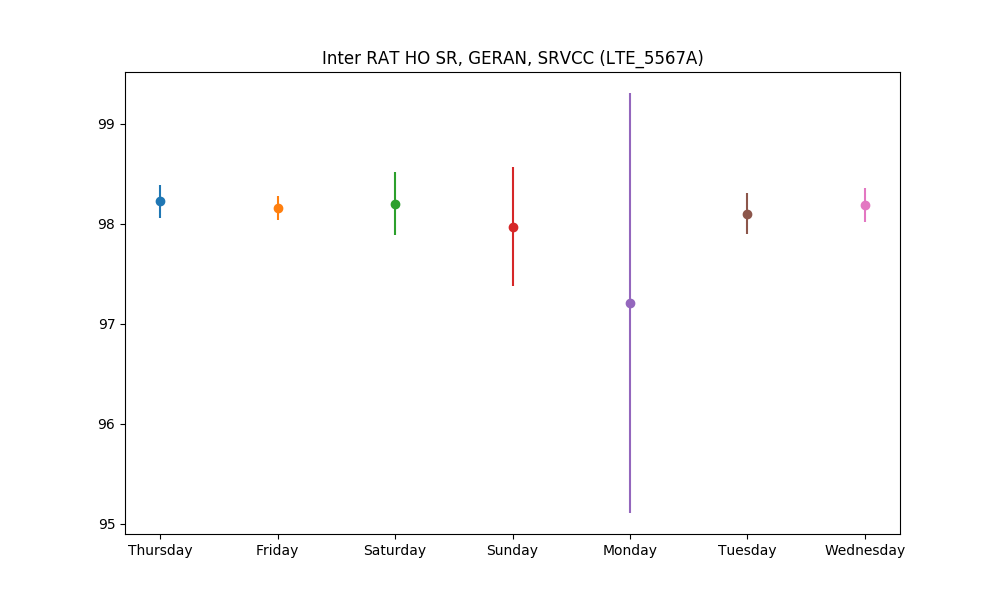 Inter RAT HO SR, GERAN, SRVCC (LTE_5567A)
99
98
97
96
95
Thursday Friday Saturday Sunday Monday Tuesday Wednesday